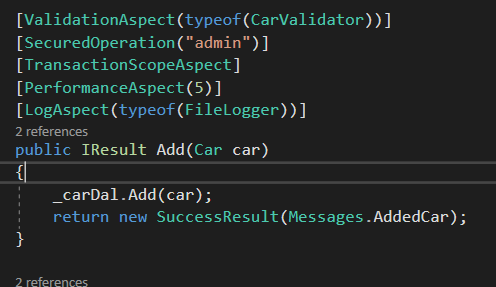 [ValidationAspect(typeof(CarValidator))]
[SecuredOperation("admin")]
[TransactionScopeAspect]
[PerformanceAspect(5)]
[LogAspect(typeof(FileLogger))]
2 references
public IResult Add(Car car)
{
_carDal.Add(car);
return new SuccessResult(Messages.AddedCar);
}
2 references